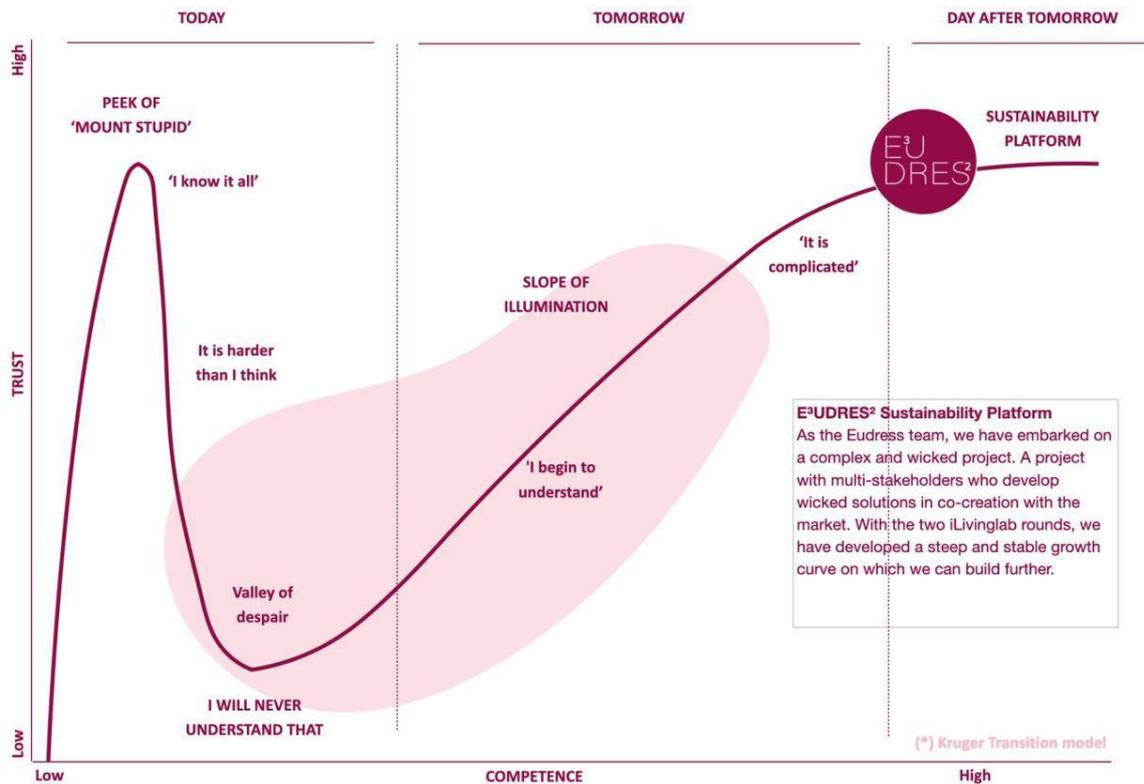 TODAY
TOMORROW
DAY AFTER TOMORROW
High
PEEK OF
‘MOUNT STUPID’
‘I know it all’
E³U
DRES²
SUSTAINABILITY
PLATFORM
‘It is
complicated’
SLOPE OF
ILLUMINATION
TRUST
It is harder
than I think
'I begin to
understand’
E³UDRES² Sustainability Platform
As the Eudress team, we have embarked on
a complex and wicked project. A project
with multi-stakeholders who develop
wicked solutions in co-creation with the
market. With the two iLivinglab rounds, we
have developed a steep and stable growth
curve on which we can build further.
Valley of
despair
I WILL NEVER
UNDERSTAND THAT
Low
(*) Kruger Transition model
Low
COMPETENCE
High